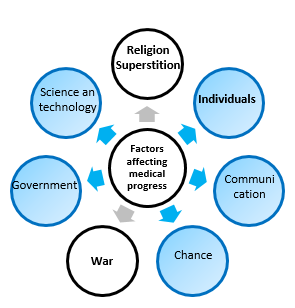 Religion
Superstition
Science an
technology
Individuals
Factors
affecting
medical
progress
Government
Communi
cation
War
Chance